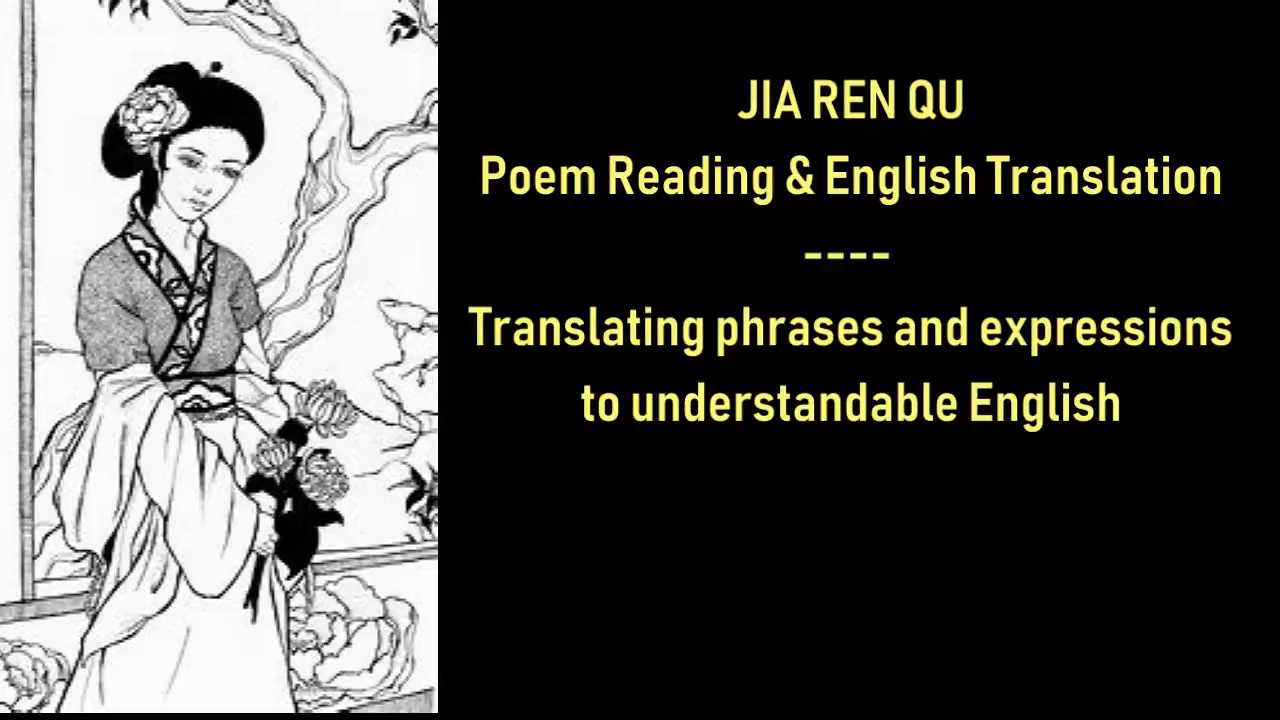 JIA REN QU
Poem Reading & English Translation
----
Translating phrases and expressions
to understandable English